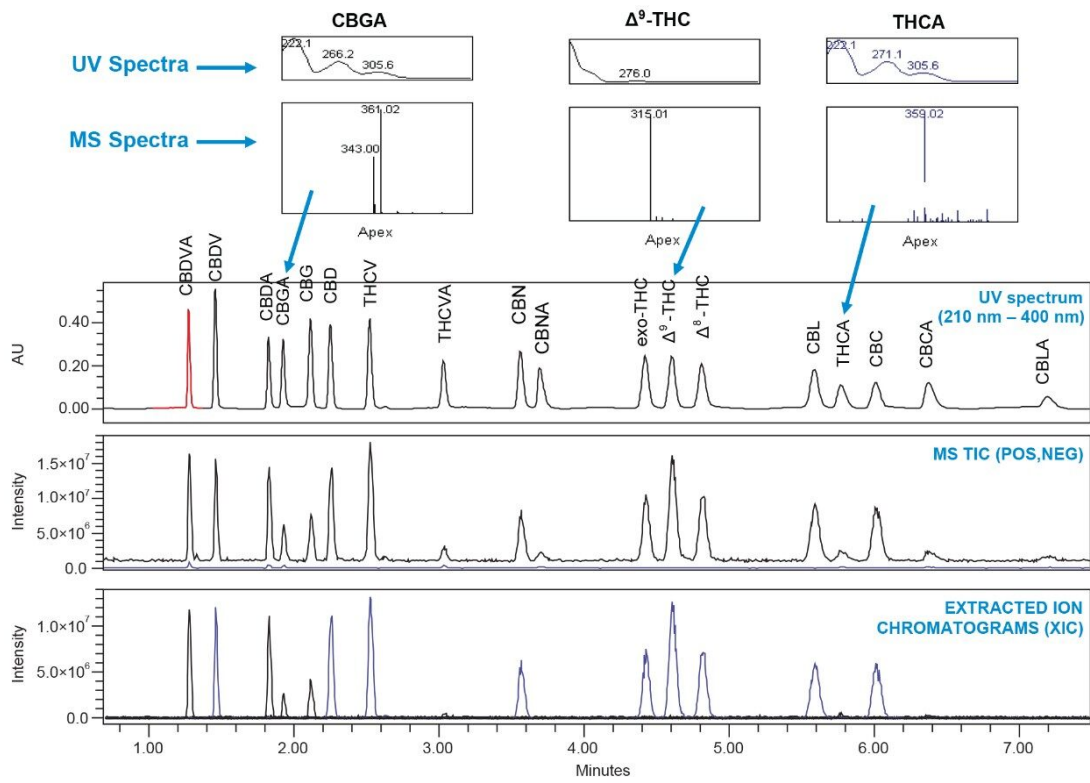 CBGA
Δ⁹-THC
THCA
UV Spectra
222.1
266.2
305.6
276.0
222.1
271.1
305.6
MS Spectra
361.02
343.00
315.01
359.02
Apex
Apex
Apex
CBDVA
CBDV
CBDA
CBGA
CBG
CBD
THCV
THCVA
CBN
CBNA
exo-THC
Δ⁹-THC
Δ⁸-THC
CBL
THCA
CBC
CBCA
CBLA
UV spectrum
(210 nm – 400 nm)
AU
0.40
0.20
0.00
MS TIC (POS,NEG)
Intensity
1.5×10⁷
1.0×10⁷
5.0×10⁶
0.0
EXTRACTED ION
CHROMATOGRAMS (XIC)
Intensity
1.0×10⁷
5.0×10⁶
0.0
1.00 2.00 3.00 4.00 5.00 6.00 7.00
Minutes